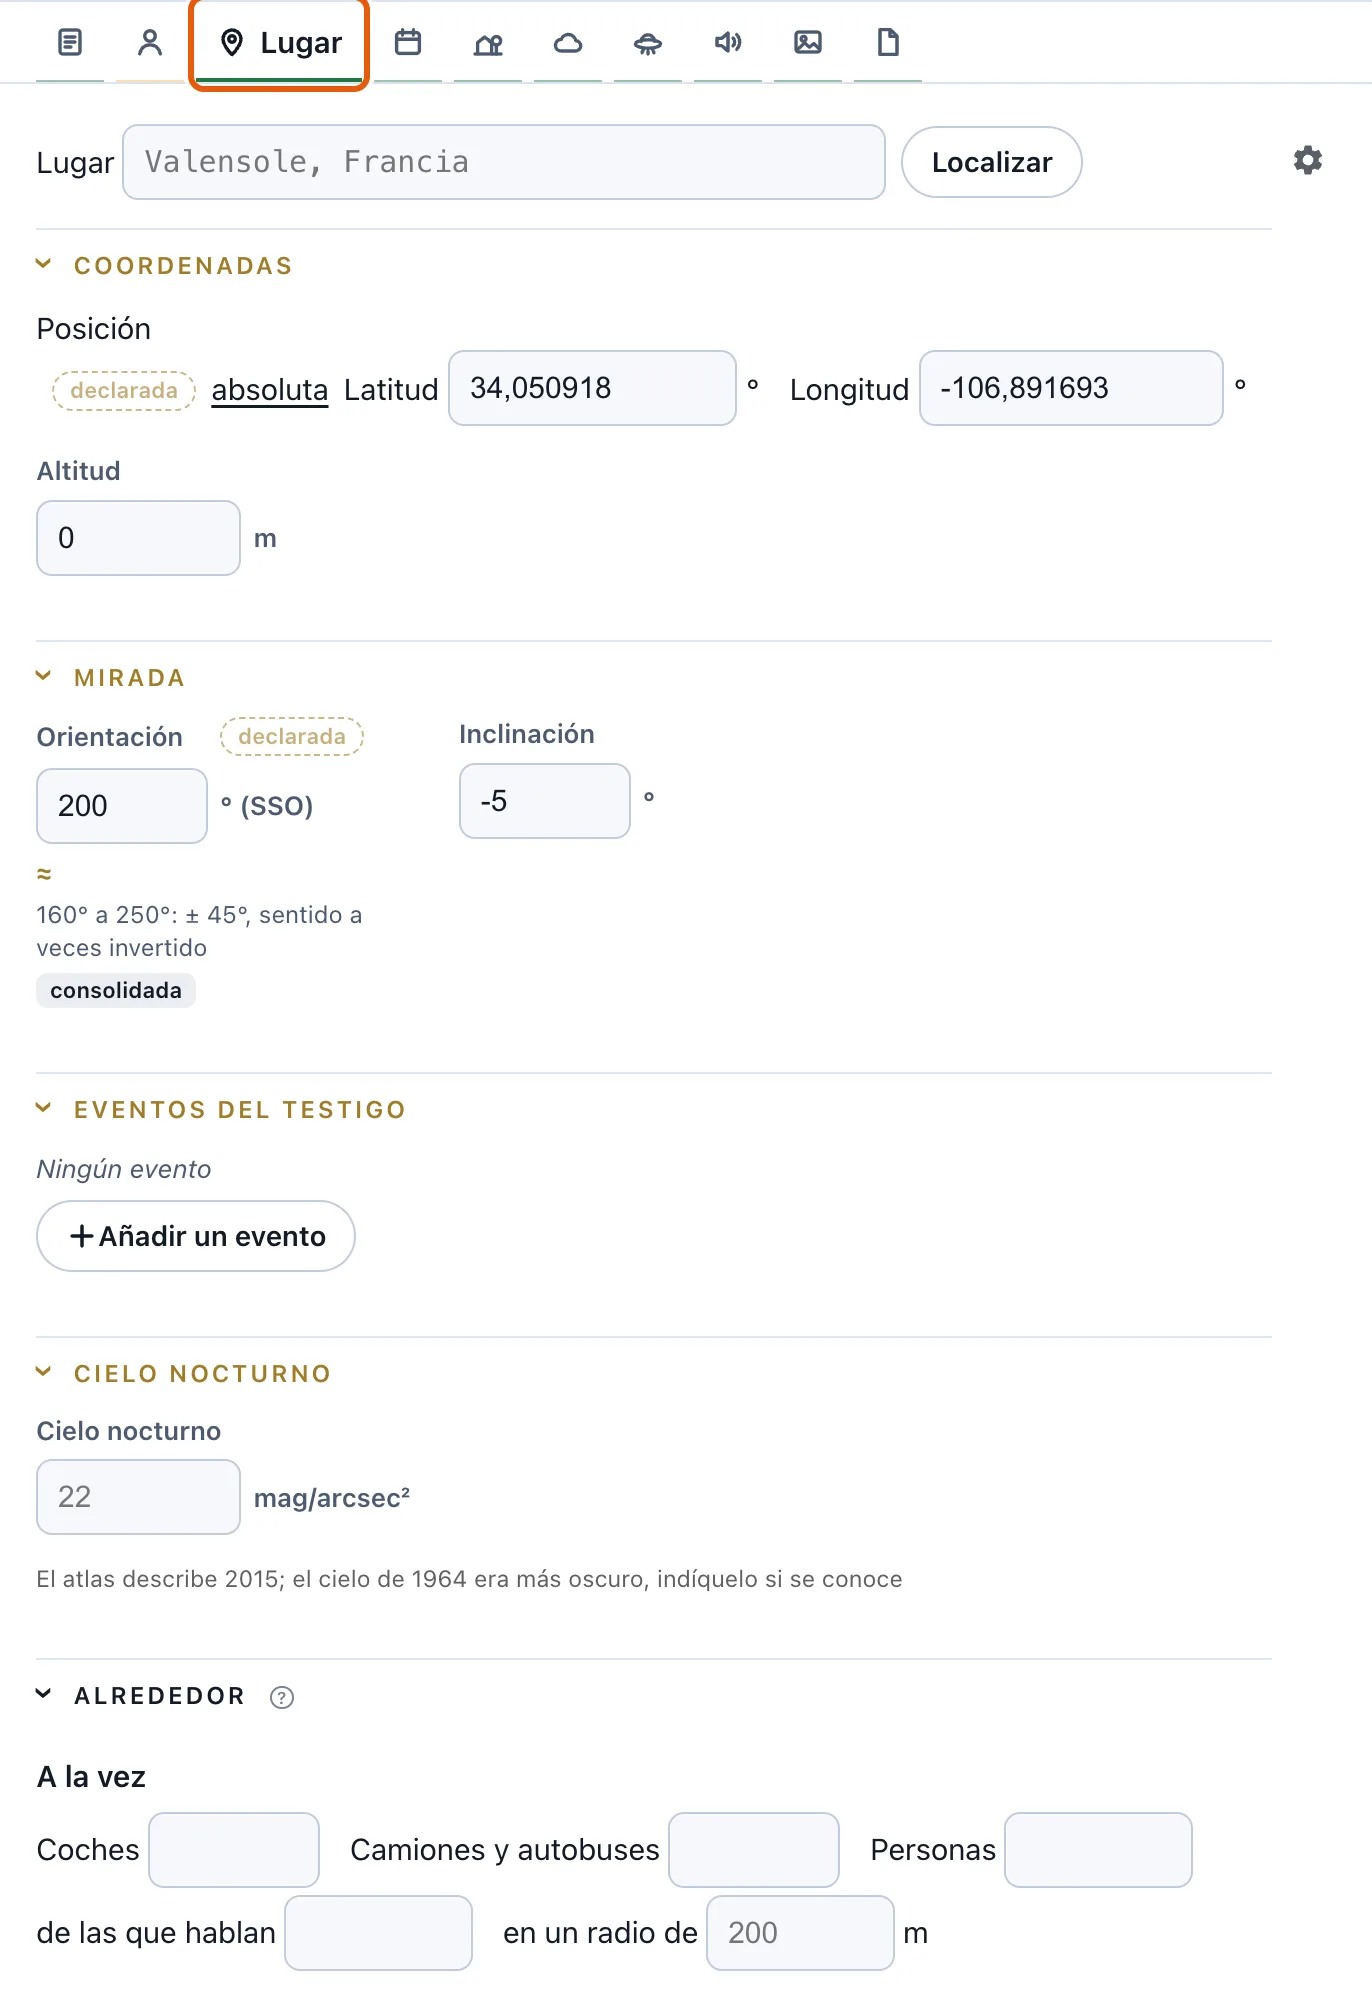 Lugar
Lugar Valensole, Francia Localizar
COORDENADAS
Posición
declarada absoluta Latitud 34,050918 ° Longitud -106,891693 °
Altitud
0 m
MIRADA
Orientación declarada Inclinación
200 ° (SSO) -5 °
≈
160° a 250°: ± 45°, sentido a
veces invertido
consolidada
EVENTOS DEL TESTIGO
Ningún evento
+Añadir un evento
CIELO NOCTURNO
Cielo nocturno
22 mag/arcsec²
El atlas describe 2015; el cielo de 1964 era más oscuro, indíquelo si se conoce
ALREDEDOR ?
A la vez
Coches Camiones y autobuses Personas
de las que hablan en un radio de 200 m